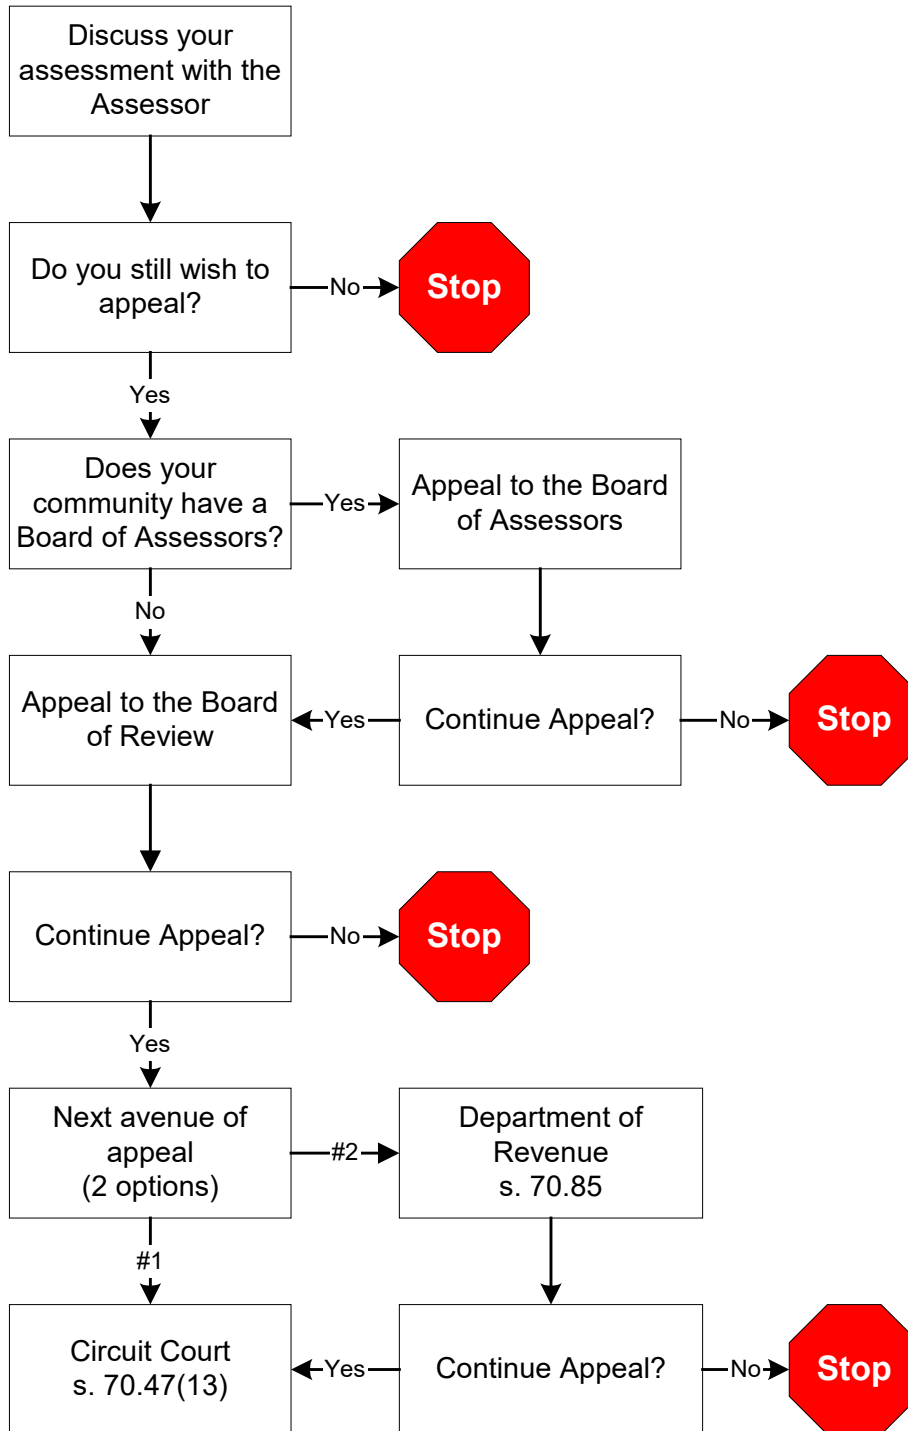 Discuss your
assessment with the
Assessor
Do you still wish to
appeal?
No
Stop
Yes
Does your
community have a
Board of Assessors?
Yes
Appeal to the Board
of Assessors
No
Appeal to the Board
of Review
Yes
Continue Appeal?
No
Stop
Continue Appeal?
No
Stop
Yes
Next avenue of
appeal
(2 options)
#2
Department of
Revenue
s. 70.85
#1
Circuit Court
s. 70.47(13)
Yes
Continue Appeal?
No
Stop